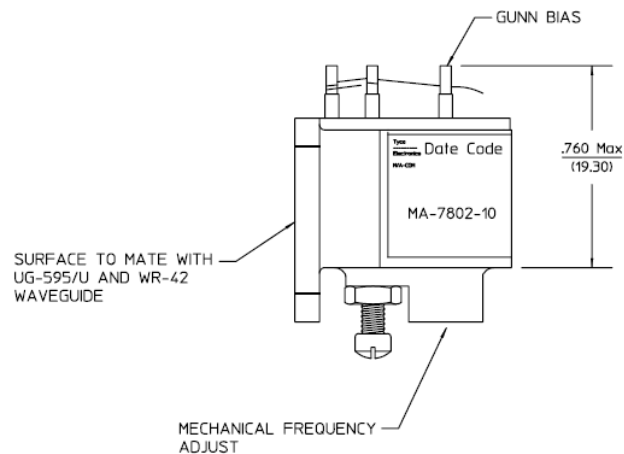 GUNN BIAS
Tyco
Electronics
M/A-COM
Date Code
.760 Max
(19.30)
MA-7802-10
SURFACE TO MATE WITH
UG-595/U AND WR-42
WAVEGUIDE
MECHANICAL FREQUENCY
ADJUST